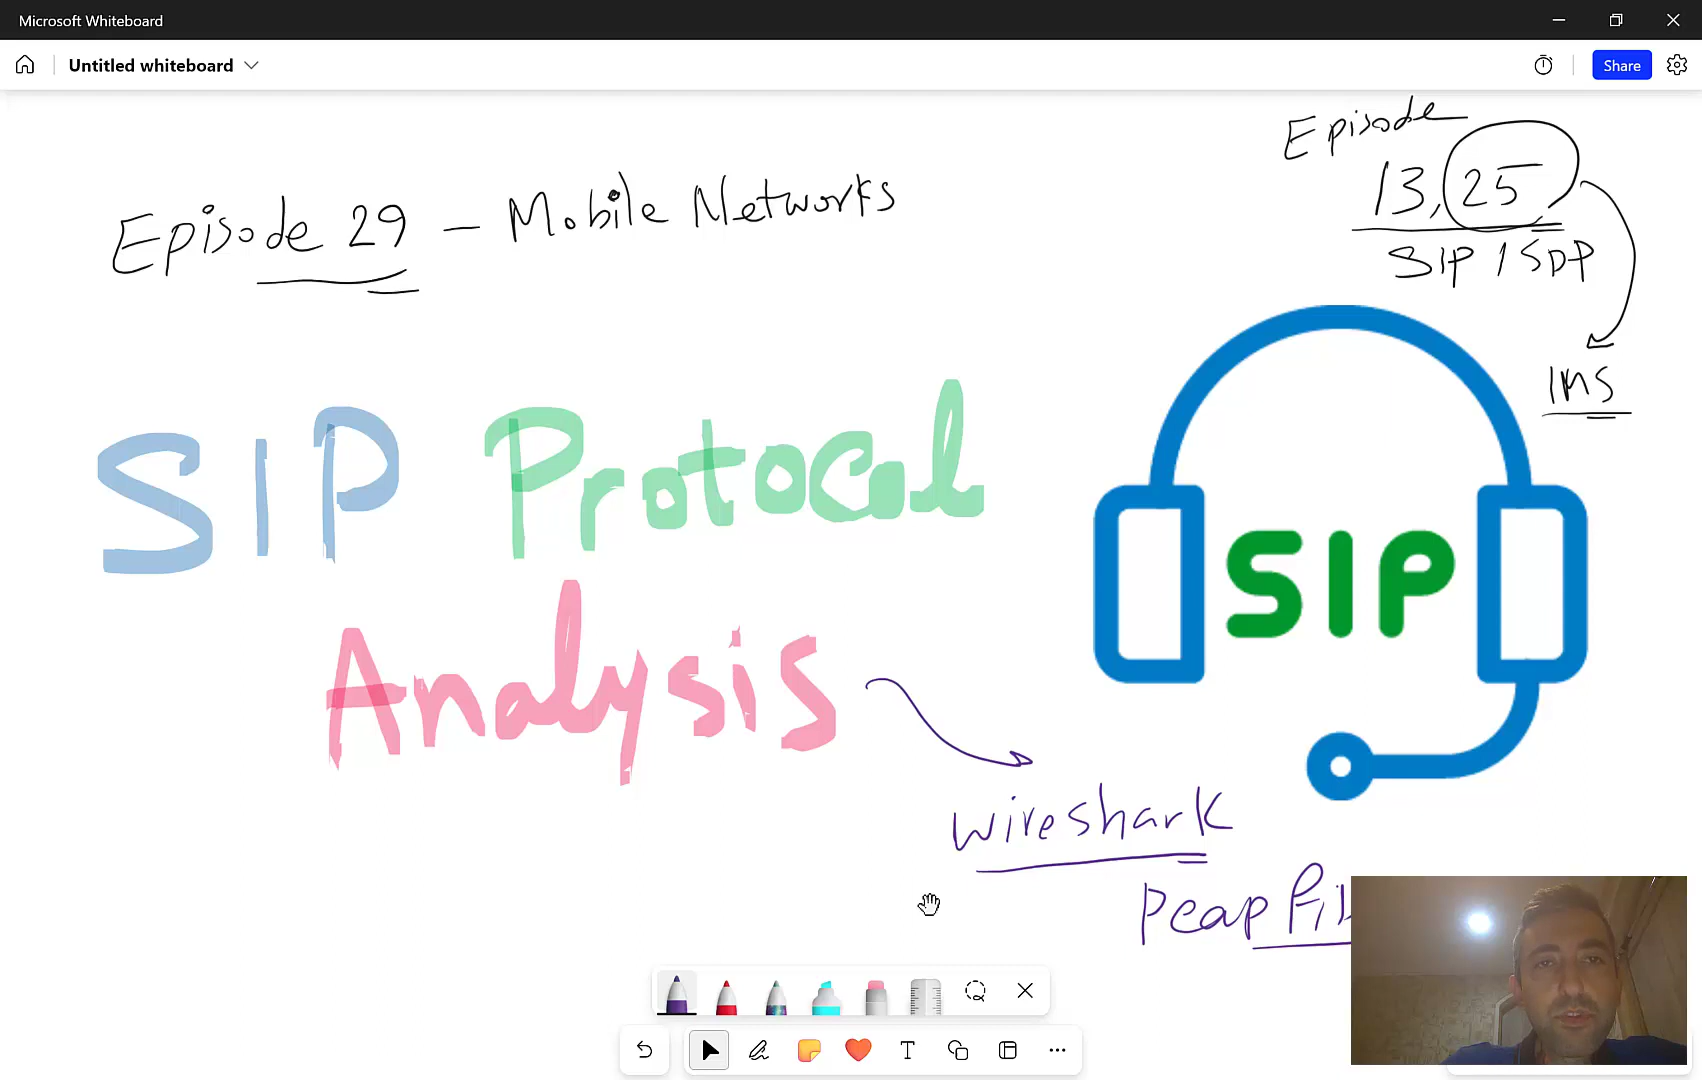 Microsoft Whiteboard
Untitled whiteboard
Share
Episode
13, 25
SIP / SDP
IMS
Episode 29 - Mobile Networks
SIP Protocal
Analysis
SIP
wireshark
Pcap
T